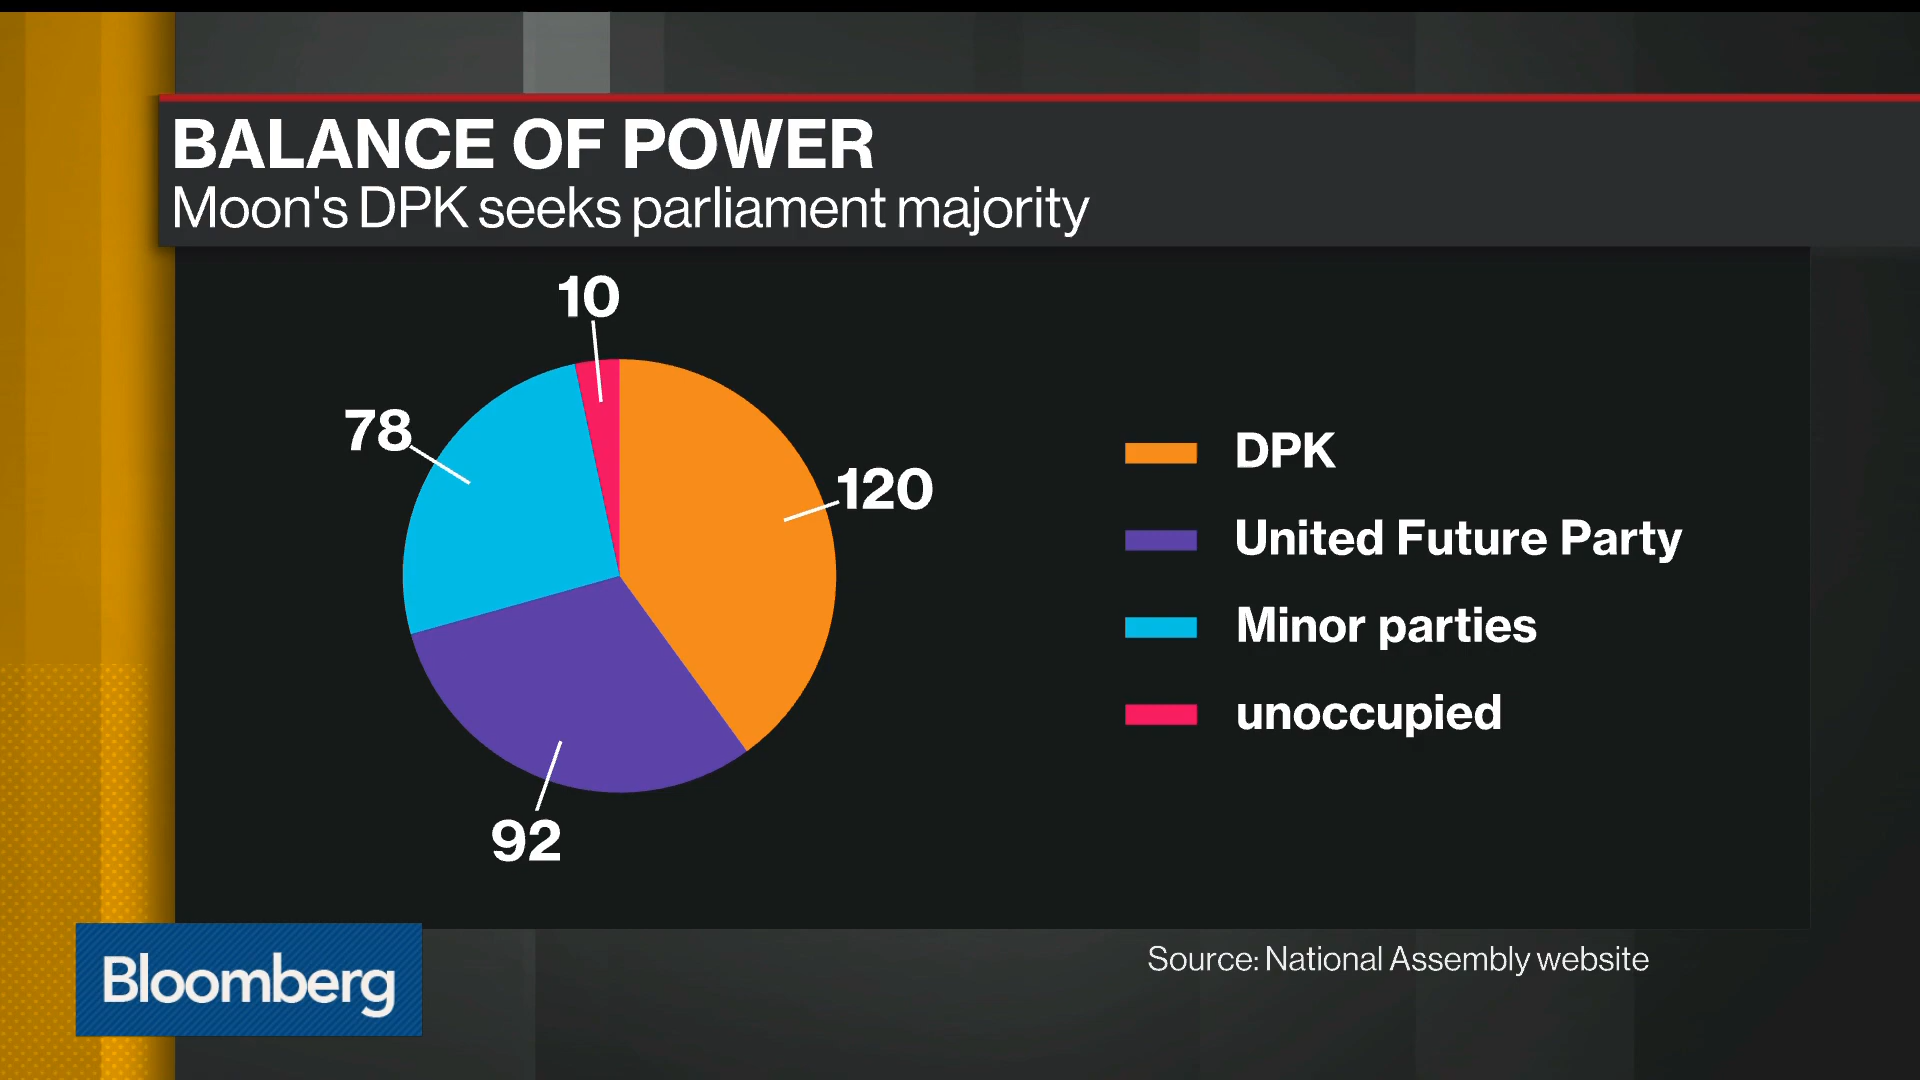 BALANCE OF POWER
Moon's DPK seeks parliament majority
10
78
120
92
DPK
United Future Party
Minor parties
unoccupied
Bloomberg
Source: National Assembly website